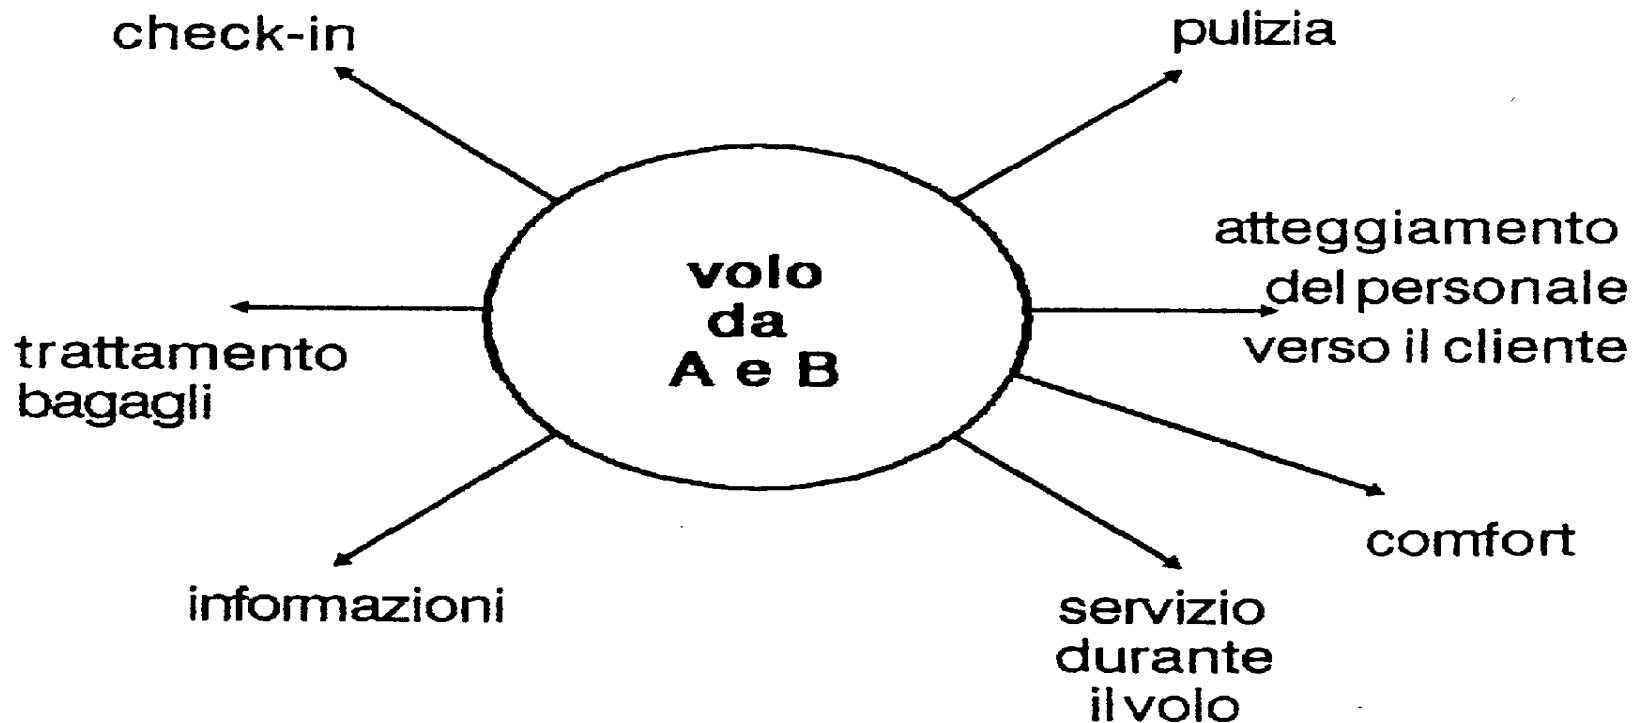 check-in
pulizia
atteggiamento
del personale
verso il cliente
volo
da
A e B
trattamento
bagagli
comfort
informazioni
servizio
durante
il volo